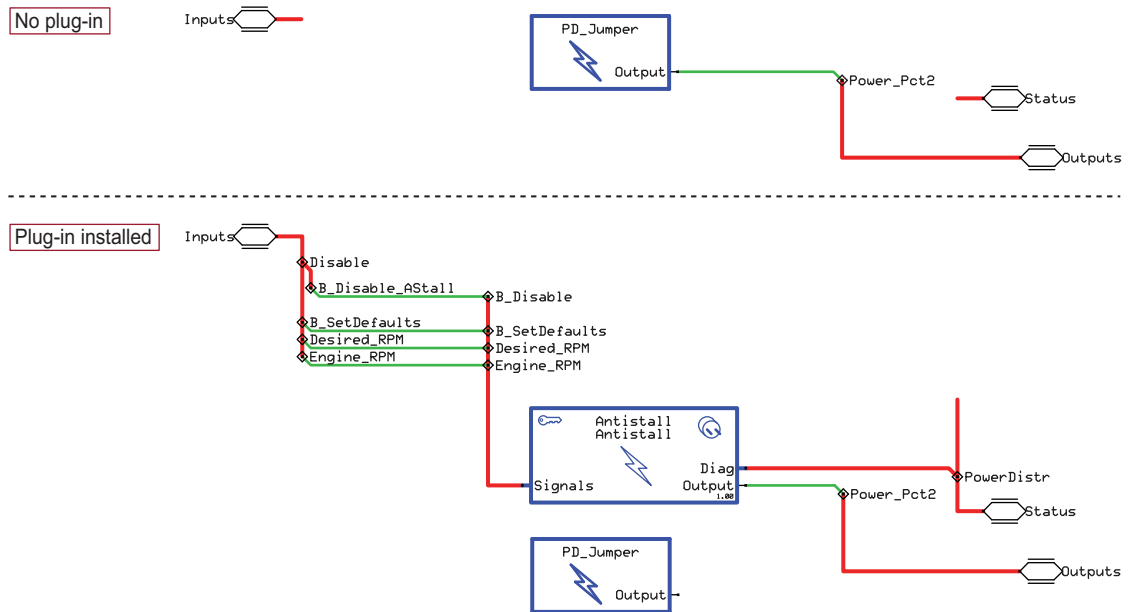 No plug-in
Inputs
PD_Jumper
Output
Power_Pct2
Status
Outputs
Plug-in installed
Inputs
Disable
B_Disable_AStall
B_Disable
B_SetDefaults
B_SetDefaults
Desired_RPM
Desired_RPM
Engine_RPM
Engine_RPM
Antistall
Antistall
Diag
PowerDistr
Signals
Output
1.00
Power_Pct2
Status
PD_Jumper
Outputs
Output